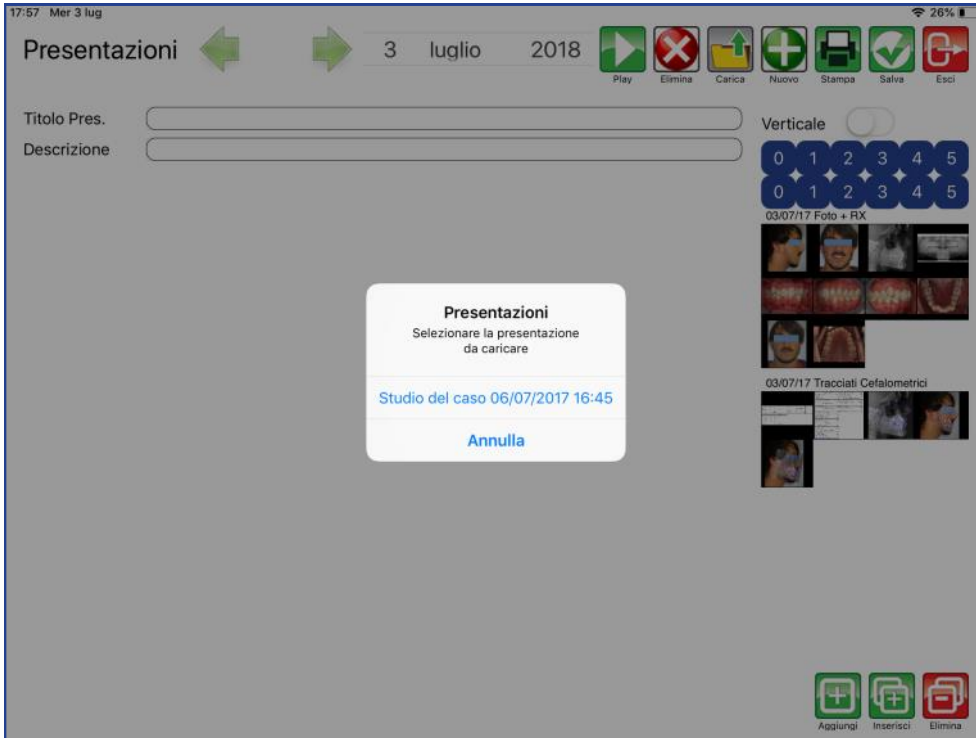 17:57 Mer 3 lug
26%
Presentazioni
3 luglio 2018
Play
Elimina
Carica
Nuovo
Stampa
Salva
Esci
Titolo Pres.
Descrizione
Verticale
0 1 2 3 4 5
0 1 2 3 4 5
03/07/17 Foto + RX
03/07/17 Tracciati Cefalometrici
Presentazioni
Selezionare la presentazione
da caricare
Studio del caso 06/07/2017 16:45
Annulla
Aggiungi
Inserisci
Elimina